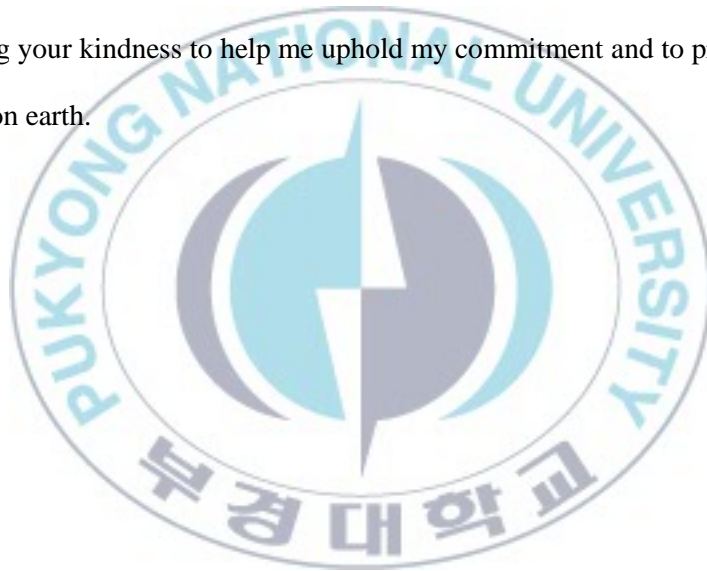 g your kindness to help me uphold my commitment and to p
on earth.
PUKYONG NATIONAL UNIVERSITY
부경대학교